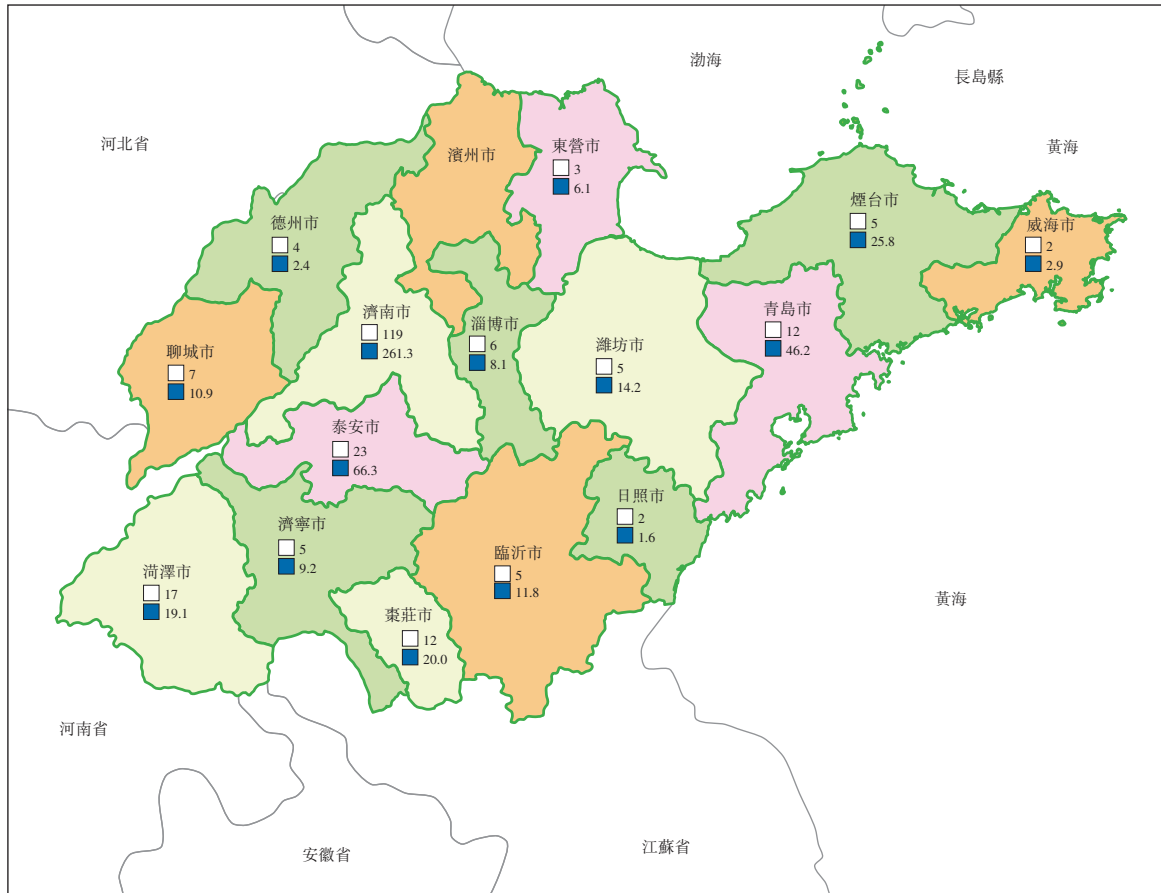 渤海
長島縣
河北省
黃海
濱州市
東營市
3
6.1
煙台市
5
25.8
威海市
2
2.9
德州市
4
2.4
濟南市
119
261.3
淄博市
6
8.1
濰坊市
5
14.2
青島市
12
46.2
聊城市
7
10.9
泰安市
23
66.3
日照市
2
1.6
濟寧市
5
9.2
臨沂市
5
11.8
菏澤市
17
19.1
棗莊市
12
20.0
黃海
河南省
安徽省
江蘇省